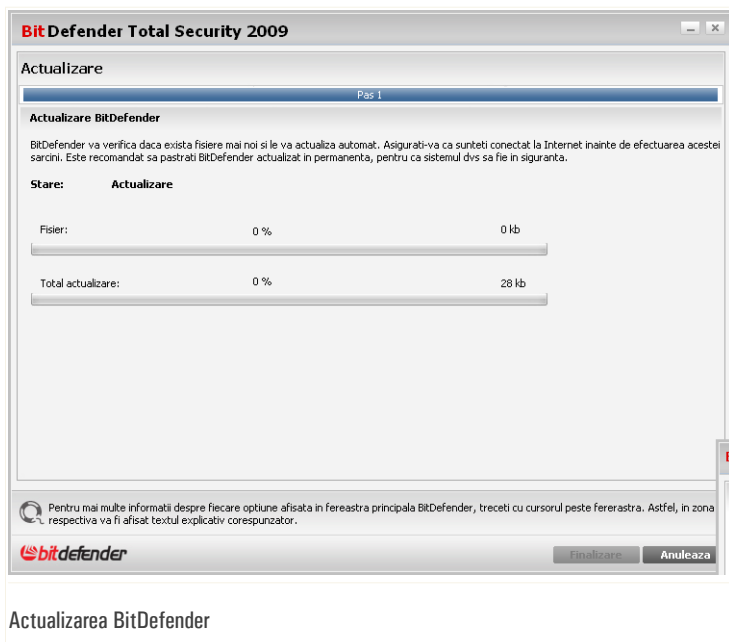 BitDefender Total Security 2009
Actualizare
Pas 1
Actualizare BitDefender
BitDefender va verifica daca exista fisiere mai noi si le va actualiza automat. Asigurati-va ca sunteti conectat la Internet inainte de efectuarea acestei
sarcini. Este recomandat sa pastrati BitDefender actualizat in permanenta, pentru ca sistemul dvs sa fie in siguranta.
Stare: Actualizare
Fisier: 0 % 0 kb
Total actualizare: 0 % 28 kb
Pentru mai multe informatii despre fiecare optiune afisata in fereastra principala BitDefender, treceti cu cursorul peste fererastra. Astfel, in zona
respectiva va fi afisat textul explicativ corespunzator.
bitdefender
Finalizare Anuleaza
Actualizarea BitDefender